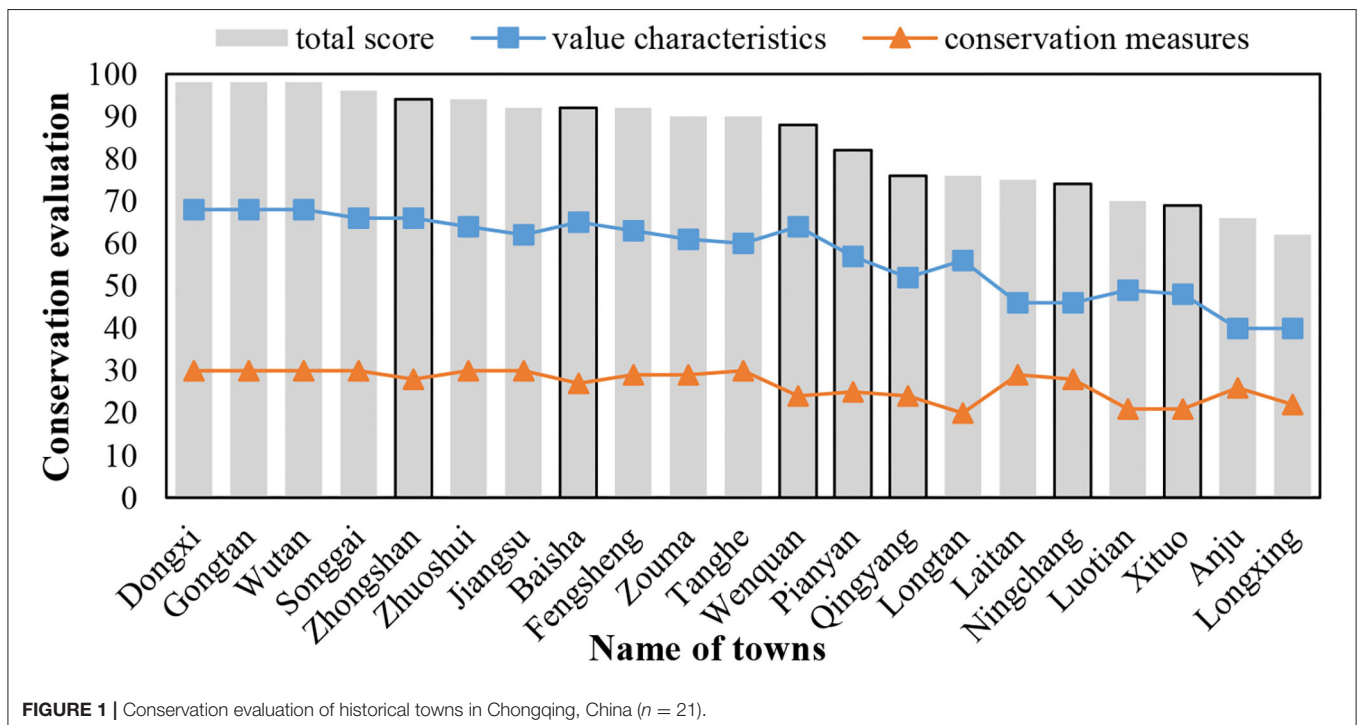 total score value characteristics conservation measures
Conservation evaluation
100
90
80
70
60
50
40
30
20
10
0
Dongxi
Gongtan
Wutan
Songgai
Zhongshan
Zhuoshui
Jiangsu
Baisha
Fengsheng
Zouma
Tanghe
Wenquan
Pianyan
Qingyang
Longtan
Laitan
Ningchang
Luotian
Xituo
Anju
Longxing
Name of towns
FIGURE 1 | Conservation evaluation of historical towns in Chongqing, China (n = 21).